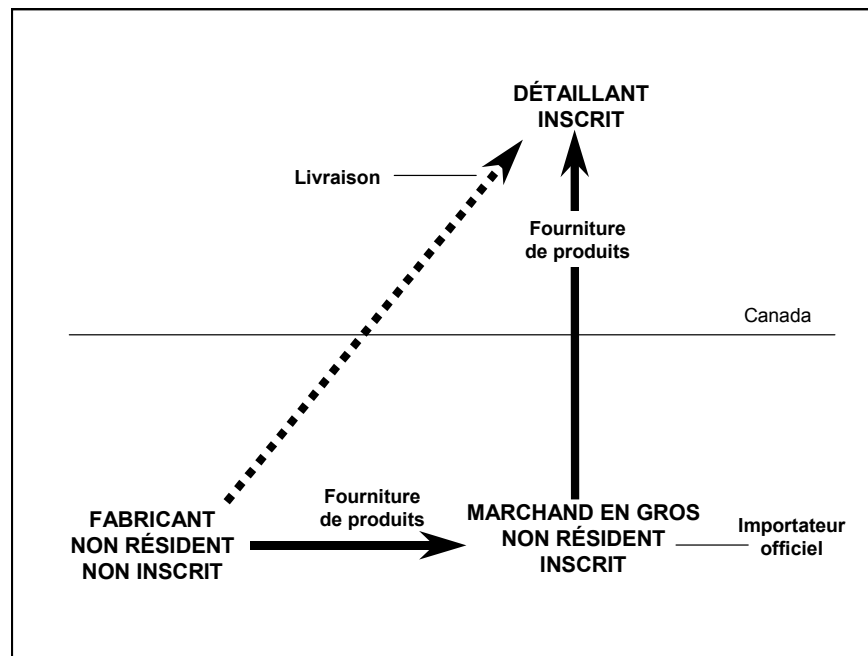 DÉTAILLANT
INSCRIT
Livraison
Fourniture
de produits
Canada
Fourniture
de produits
FABRICANT
NON RÉSIDENT
NON INSCRIT
MARCHAND EN GROS
NON RÉSIDENT
INSCRIT
Importateur
officiel